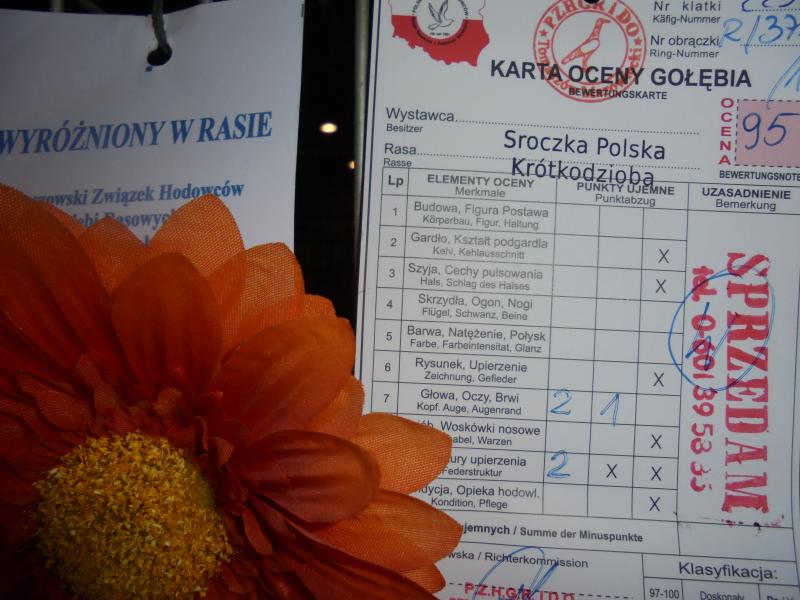 WYRÓŻNIONY W RASIE
Związek Hodowców
Nr klatki
Käfig-Nummer
Nr obrączki
Ring-Nummer
P.Z.H.G.R.I.D.O
KARTA OCENY GOŁĘBIA
BEWERTUNGSKARTE
Wystawca
Besitzer
Rasa
Rasse
Sroczka Polska
Krótkodzioba
OCENA
95
BEWERTUNGSNOTE
Lp
ELEMENTY OCENY
Merkmale
PUNKTY UJEMNE
Punktabzug
UZASADNIENIE
Bemerkung
1 Budowa, Figura Postawa
Körperbau, Figur, Haltung
2 Gardło, Kształt podgardla X
Kehl, Kehlausschnitt
3 Szyja, Cechy pulsowania X
Hals, Schlag des Halses
4 Skrzydła, Ogon, Nogi
Flügel, Schwanz, Beine
5 Barwa, Natężenie, Połysk
Farbe, Farbeintensitat, Glanz
6 Rysunek, Upierzenie X
Zeichnung, Gefieder
7 Głowa, Oczy, Brwi 2 1
Kopf. Auge, Augenrand
Woskówki nosowe X
Warzen
upierzenia 2 X X
Federstruktur
Opieka hodowl. X
Kondition, Pflege
SPRZEDAM
/ Summe der Minuspunkte
/ Richterkommission
P.Z.H.G.R.I.D.O
Klasyfikacja:
97-100